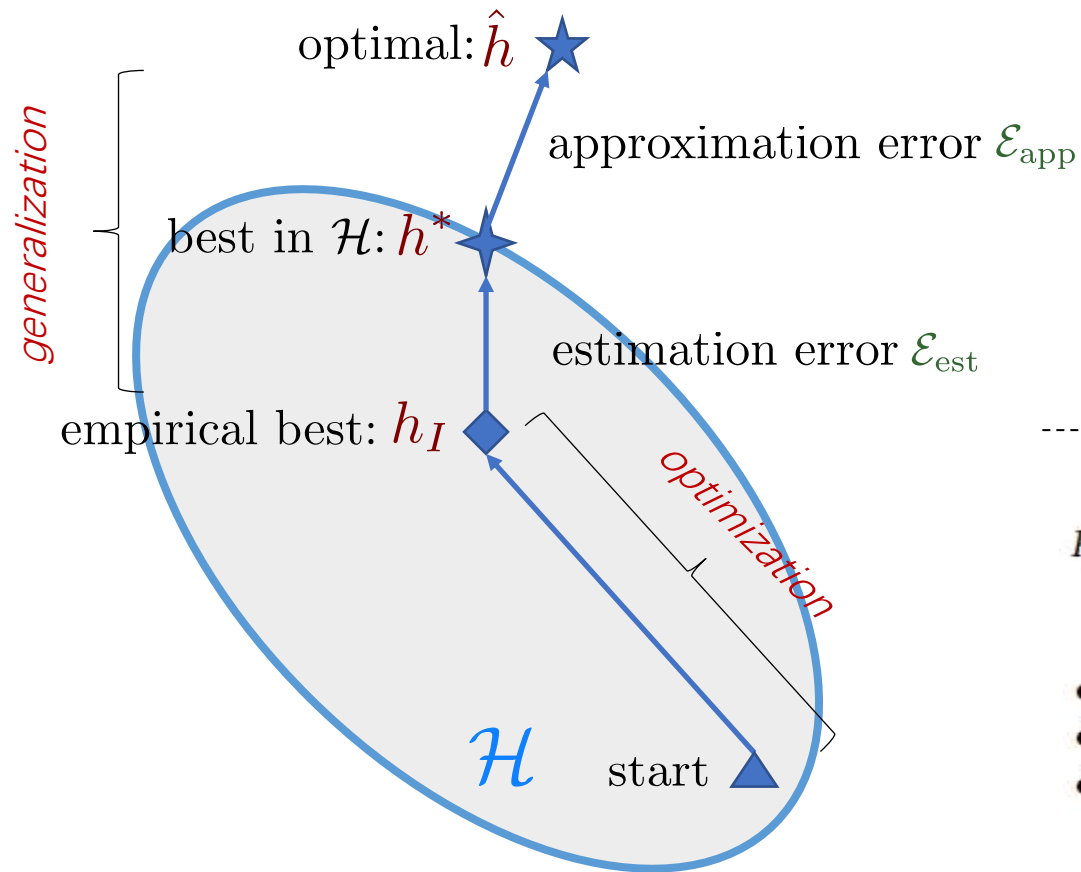 optimal: ĥ
approximation error ℰ_app
generalization
best in ℋ: h*
estimation error ℰ_est
empirical best: h_I
optimization
ℋ
start